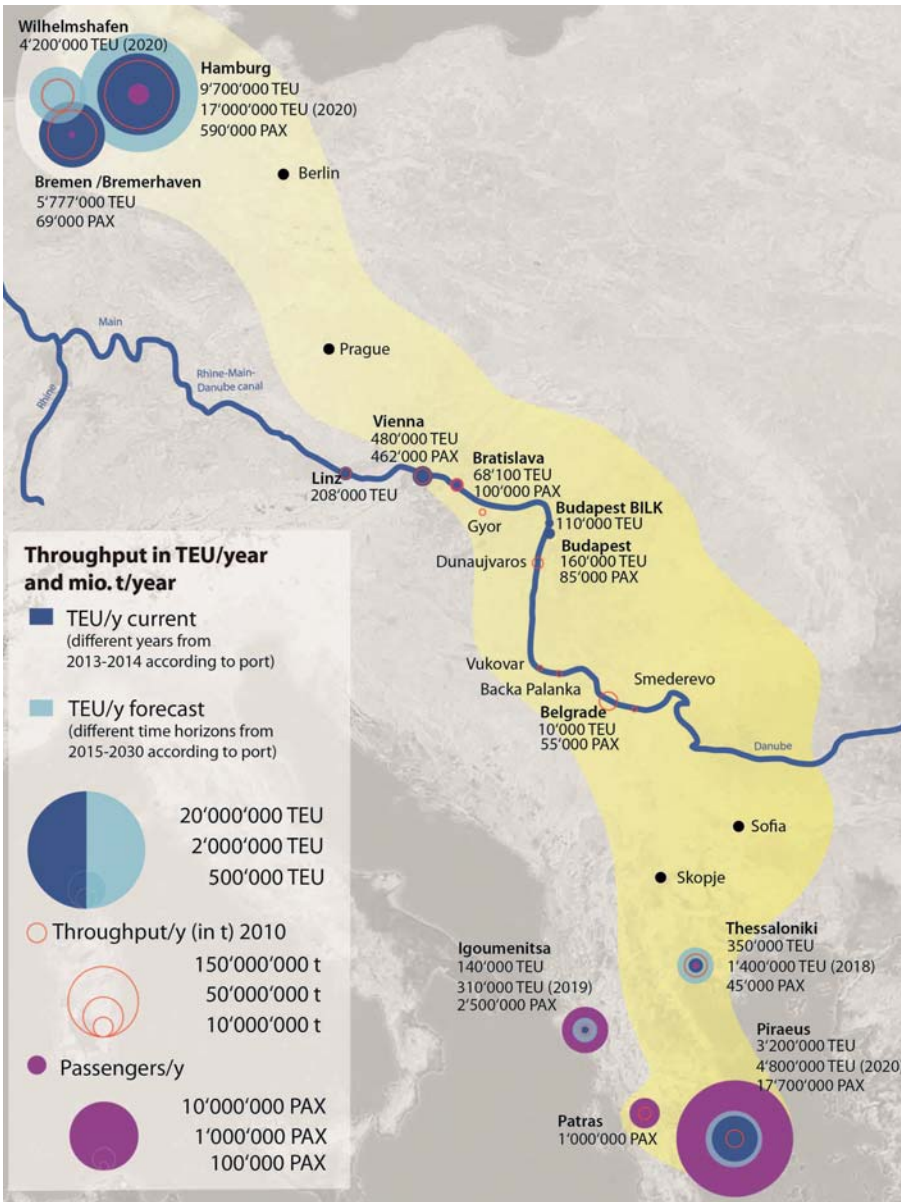 Wilhelmshafen
4‘200‘000 TEU (2020)
Hamburg
9‘700‘000 TEU
17‘000‘000 TEU (2020)
590‘000 PAX
Bremen /Bremerhaven
5‘777‘000 TEU
69‘000 PAX
Berlin
Main
Rhine
Prague
Rhine-Main-
Danube canal
Vienna
480‘000 TEU
462‘000 PAX
Linz
208‘000 TEU
Bratislava
68‘100 TEU
100‘000 PAX
Gyor
Budapest BILK
110‘000 TEU
Budapest
160‘000 TEU
85‘000 PAX
Dunaujvaros
Vukovar
Backa Palanka
Smederevo
Belgrade
10‘000 TEU
55‘000 PAX
Danube
Sofia
Skopje
Thessaloniki
350‘000 TEU
1‘400‘000 TEU (2018)
45‘000 PAX
Igoumenitsa
140‘000 TEU
310‘000 TEU (2019)
2‘500‘000 PAX
Piraeus
3‘200‘000 TEU
4‘800‘000 TEU (2020)
17‘700‘000 PAX
Patras
1‘000‘000 PAX
Throughput in TEU/year
and mio. t/year
TEU/y current
(different years from
2013-2014 according to port)
TEU/y forecast
(different time horizons from
2015-2030 according to port)
20‘000‘000 TEU
2‘000‘000 TEU
500‘000 TEU
Throughput/y (in t) 2010
150‘000‘000 t
50‘000‘000 t
10‘000‘000 t
Passengers/y
10‘000‘000 PAX
1‘000‘000 PAX
100‘000 PAX